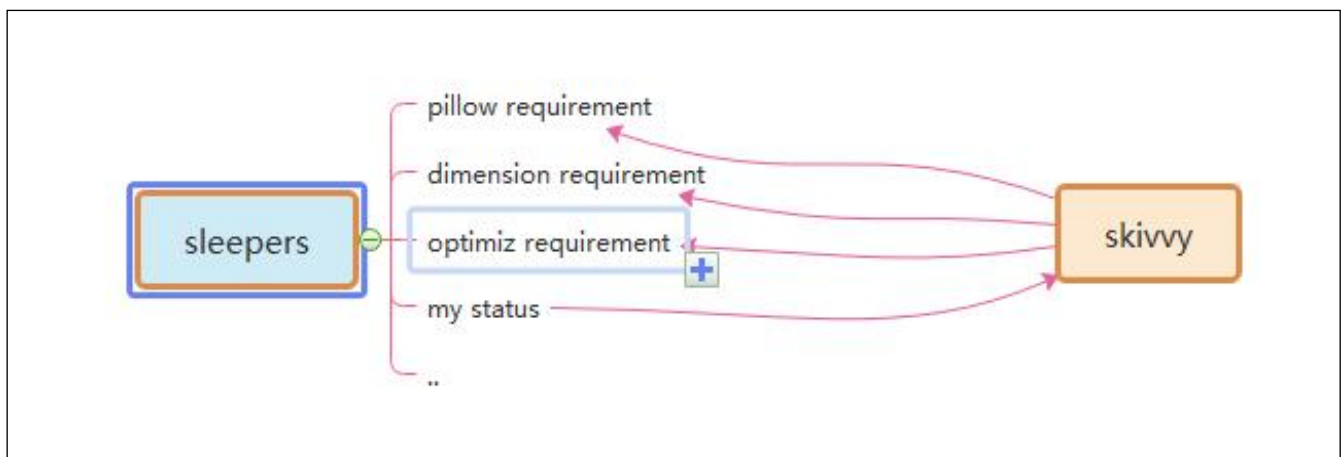 pillow requirement
dimension requirement
sleepers
optimiz requirement
skivvy
my status
..